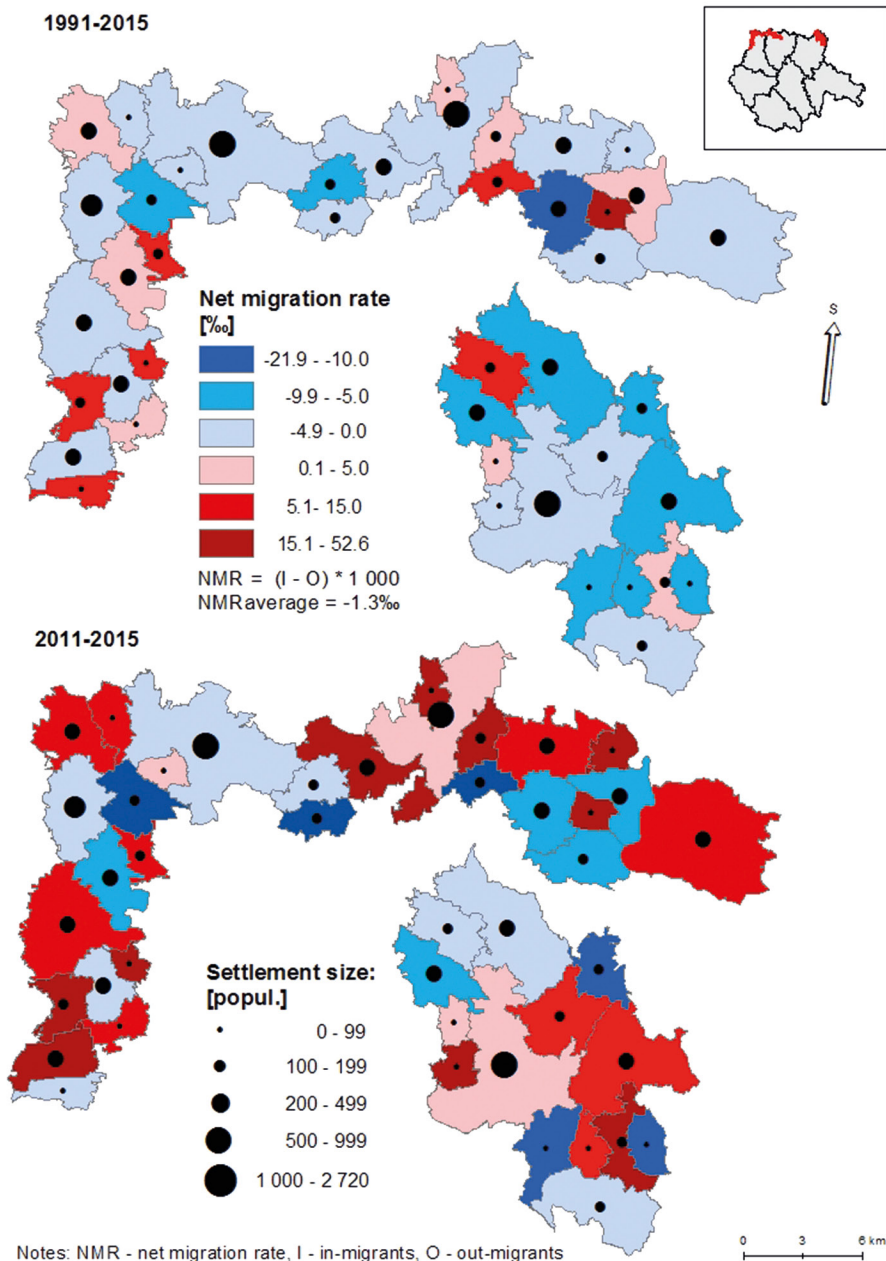 1991-2015
S
Net migration rate
[‰]
-21.9 - -10.0
-9.9 - -5.0
-4.9 - 0.0
0.1 - 5.0
5.1 - 15.0
15.1 - 52.6
NMR = (I - O) * 1 000
NMRaverage = -1.3‰
2011-2015
Settlement size:
[popul.]
0 - 99
100 - 199
200 - 499
500 - 999
1 000 - 2 720
0 3 6 km
Notes: NMR - net migration rate, I - in-migrants, O - out-migrants